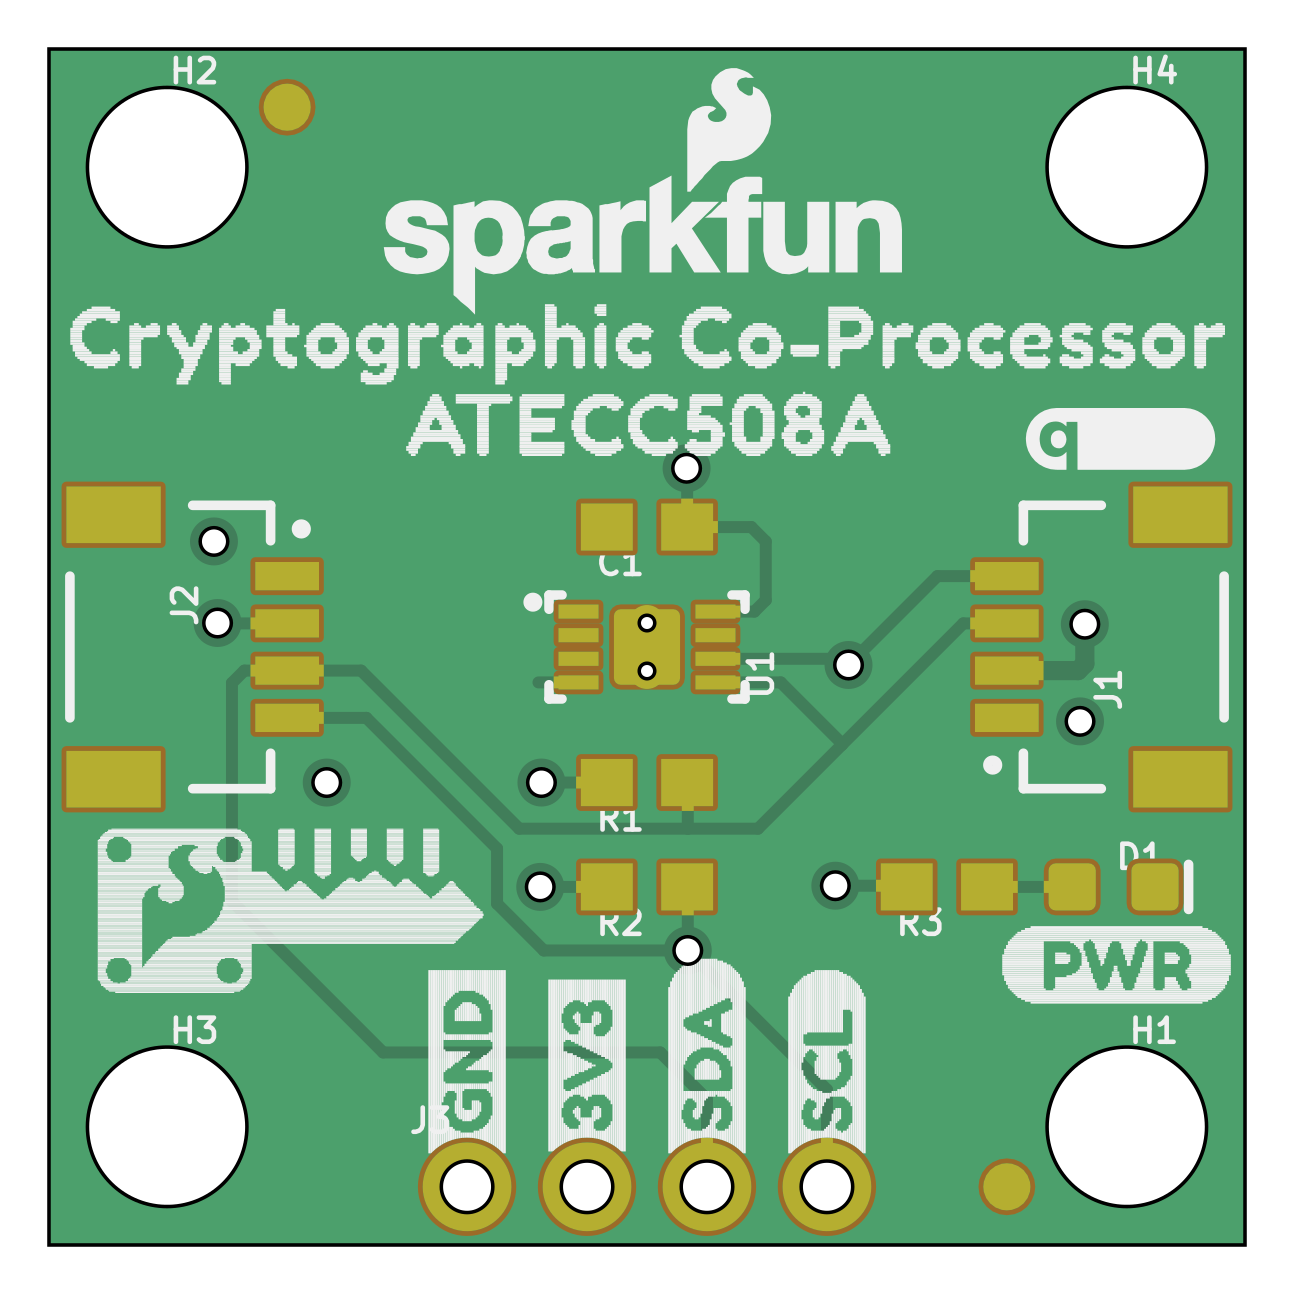 H2
H4
sparkfun
Cryptographic Co-Processor
ATECC508A
q
C1
J2
U1
J1
R1
D1
R2
R3
PWR
H3
H1
GND
3V3
SDA
SCL
J3